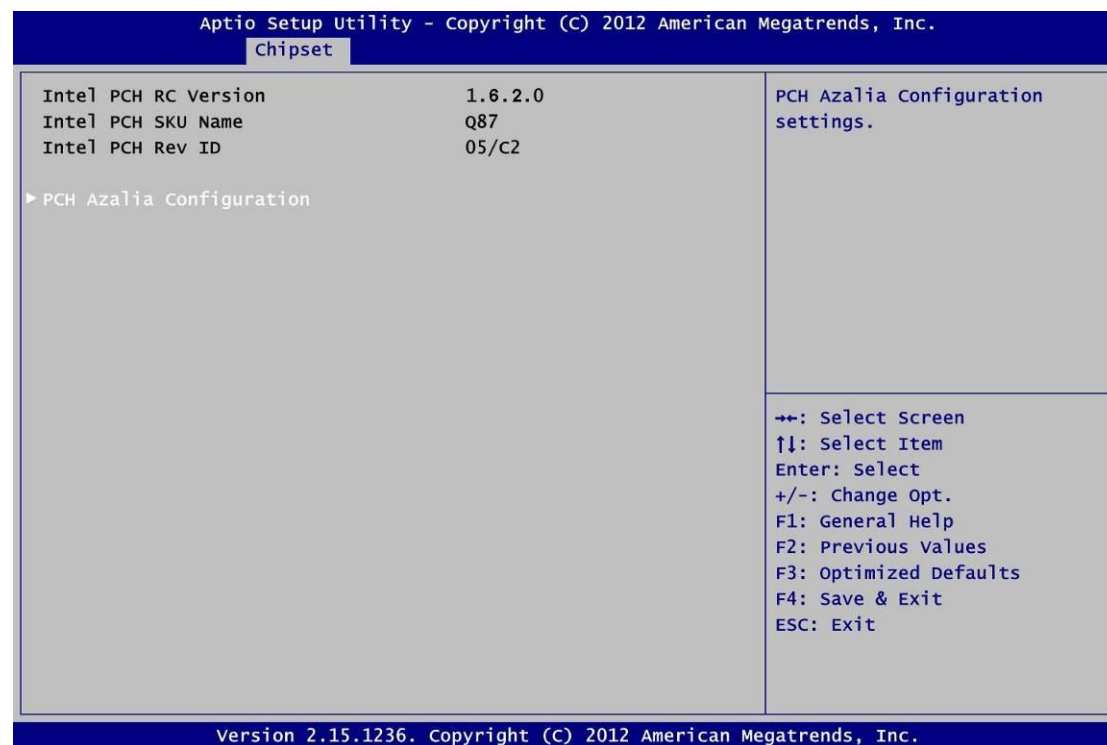 Aptio Setup Utility – Copyright (C) 2012 American Megatrends, Inc.
Chipset
Intel PCH RC Version 1.6.2.0
Intel PCH SKU Name Q87
Intel PCH Rev ID 05/C2
▶ PCH Azalia Configuration
PCH Azalia Configuration
settings.
→←: Select Screen
↑↓: Select Item
Enter: Select
+/-: Change Opt.
F1: General Help
F2: Previous Values
F3: Optimized Defaults
F4: Save & Exit
ESC: Exit
Version 2.15.1236. Copyright (C) 2012 American Megatrends, Inc.